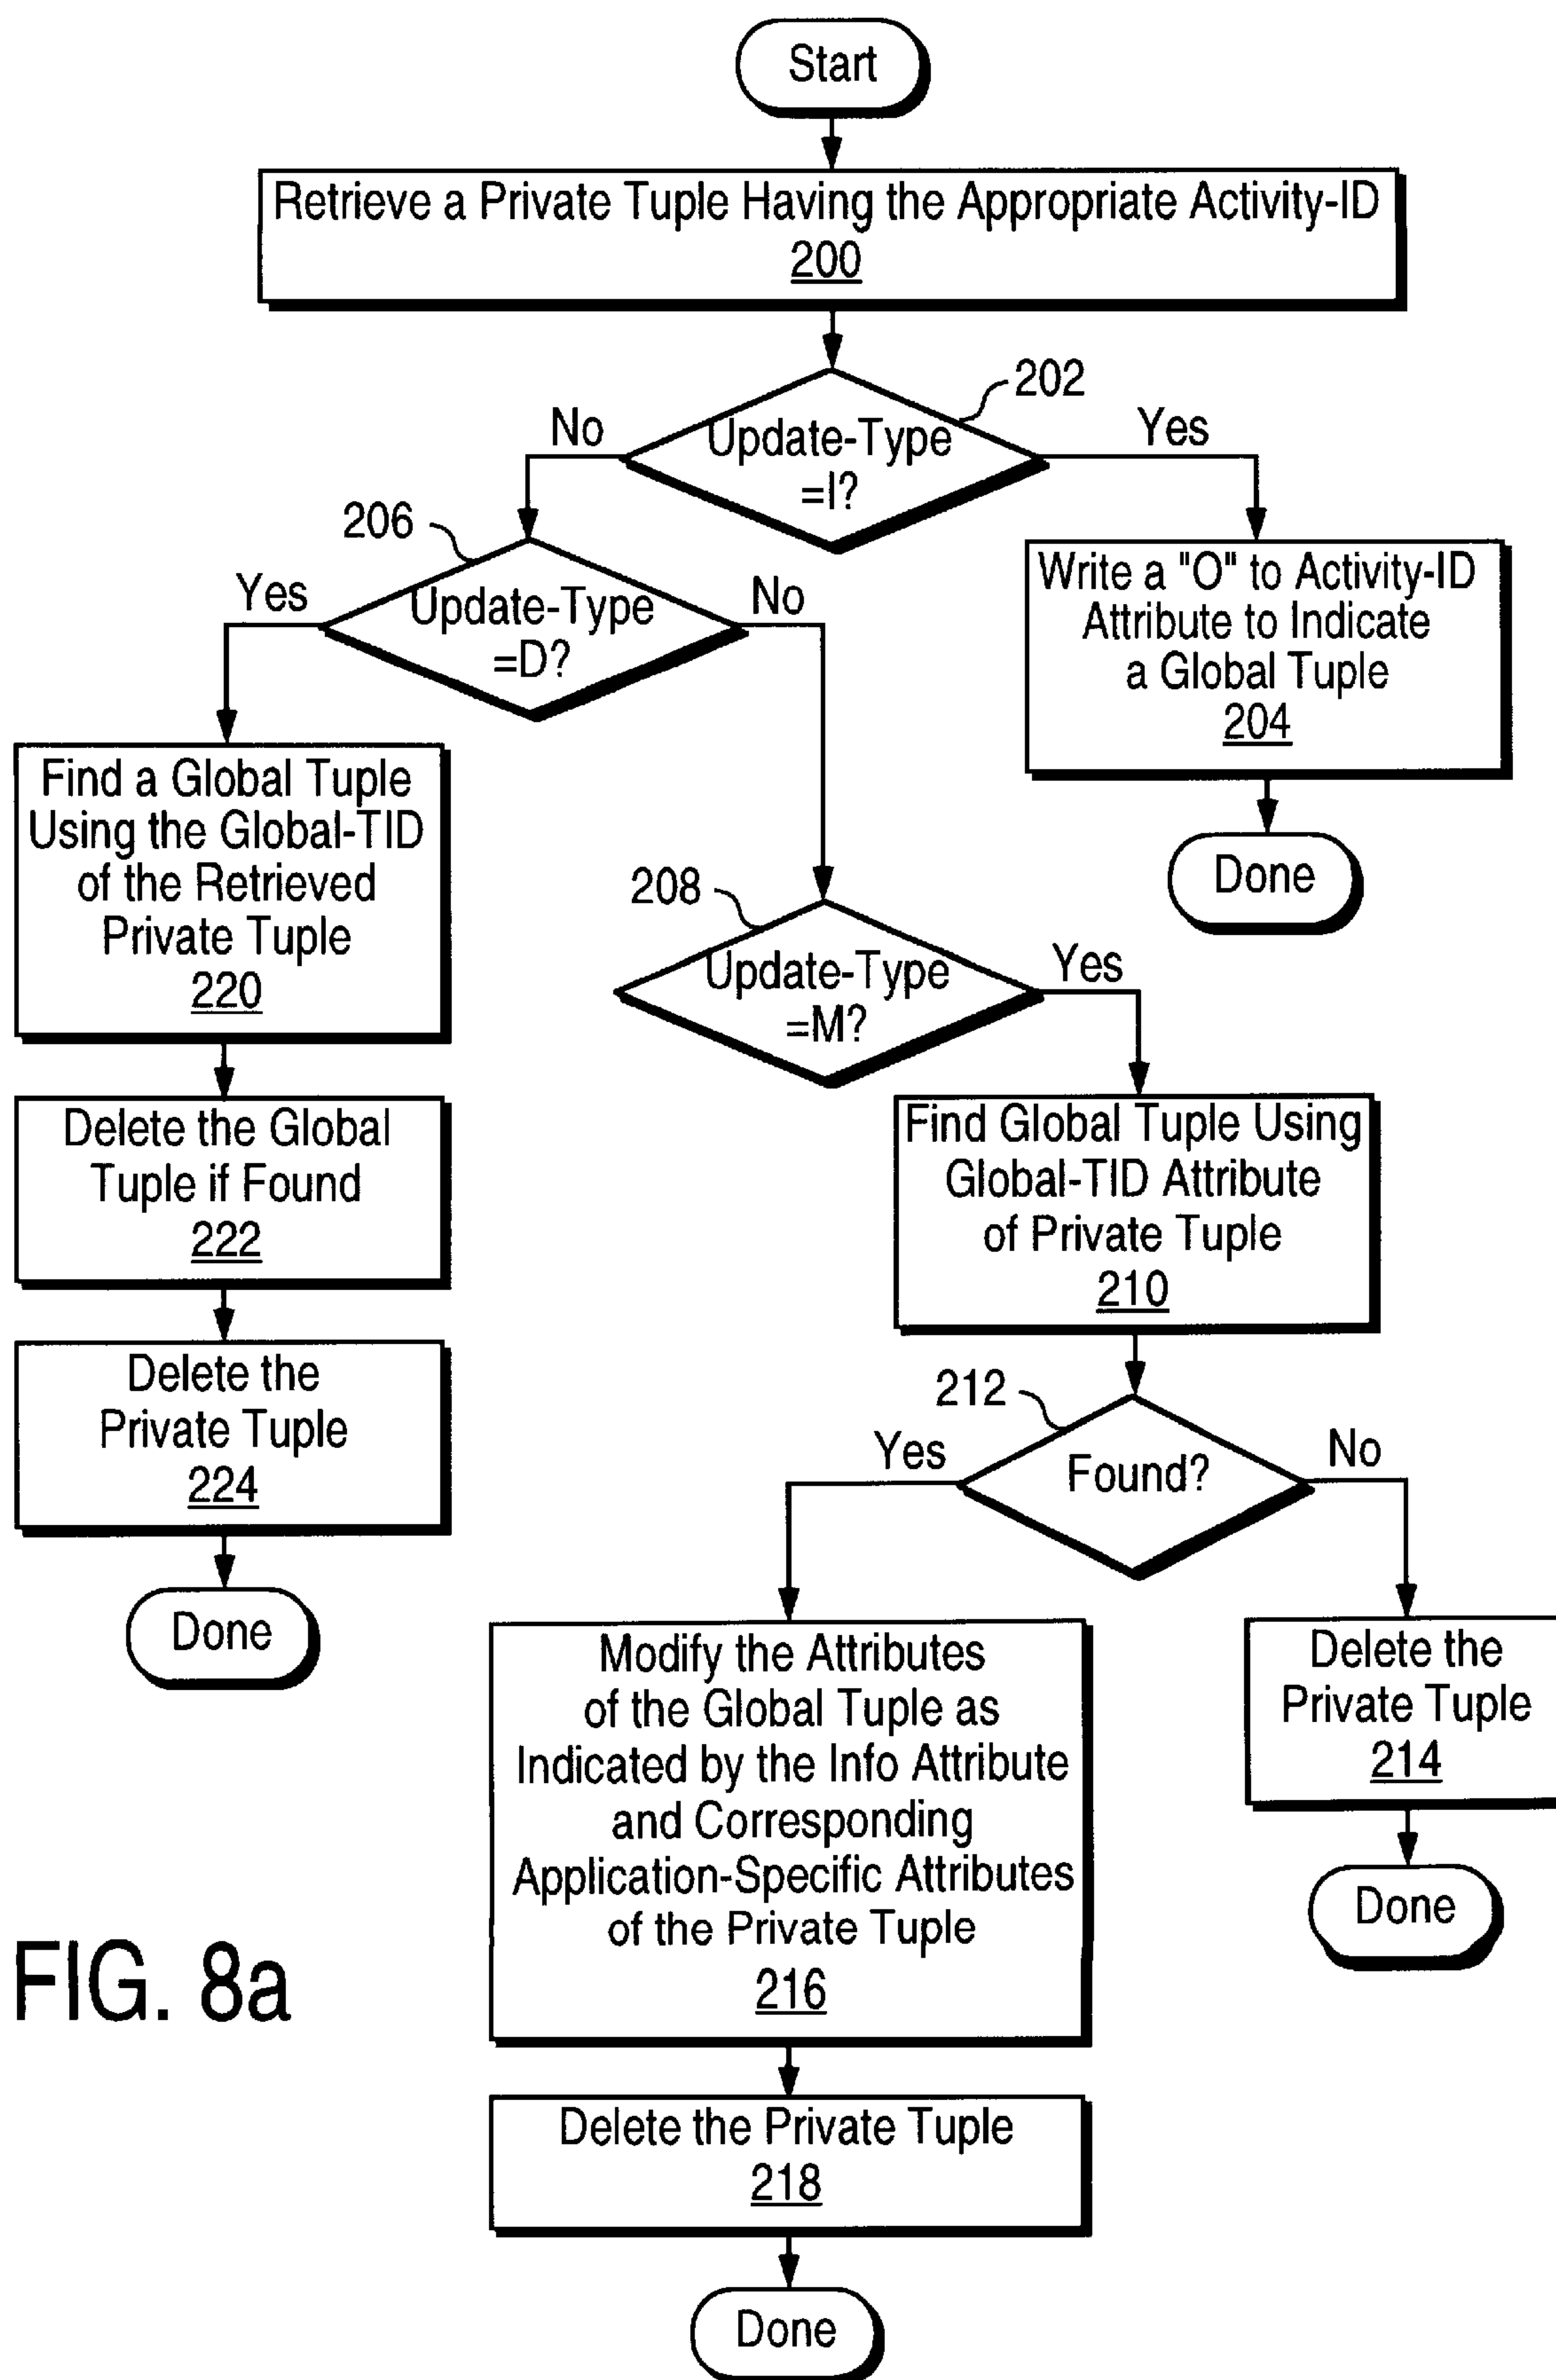 Start
Retrieve a Private Tuple Having the Appropriate Activity-ID
200
202
No
Update-Type
=I?
Yes
206
Yes
Update-Type
=D?
No
Write a "O" to Activity-ID
Attribute to Indicate
a Global Tuple
204
Done
Find a Global Tuple
Using the Global-TID
of the Retrieved
Private Tuple
220
208
Update-Type
=M?
Yes
Delete the Global
Tuple if Found
222
Find Global Tuple Using
Global-TID Attribute
of Private Tuple
210
Delete the
Private Tuple
224
Done
212
Yes
Found?
No
Modify the Attributes
of the Global Tuple as
Indicated by the Info Attribute
and Corresponding
Application-Specific Attributes
of the Private Tuple
216
Delete the
Private Tuple
214
Done
Delete the Private Tuple
218
Done
FIG. 8a